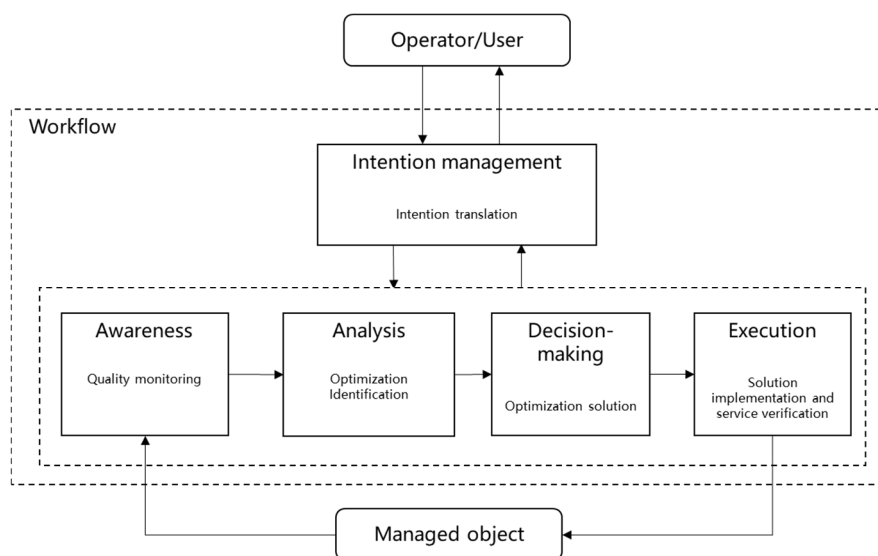 Operator/User
Workflow
Intention management
Intention translation
Awareness
Quality monitoring
Analysis
Optimization
Identification
Decision-
making
Optimization solution
Execution
Solution
implementation and
service verification
Managed object